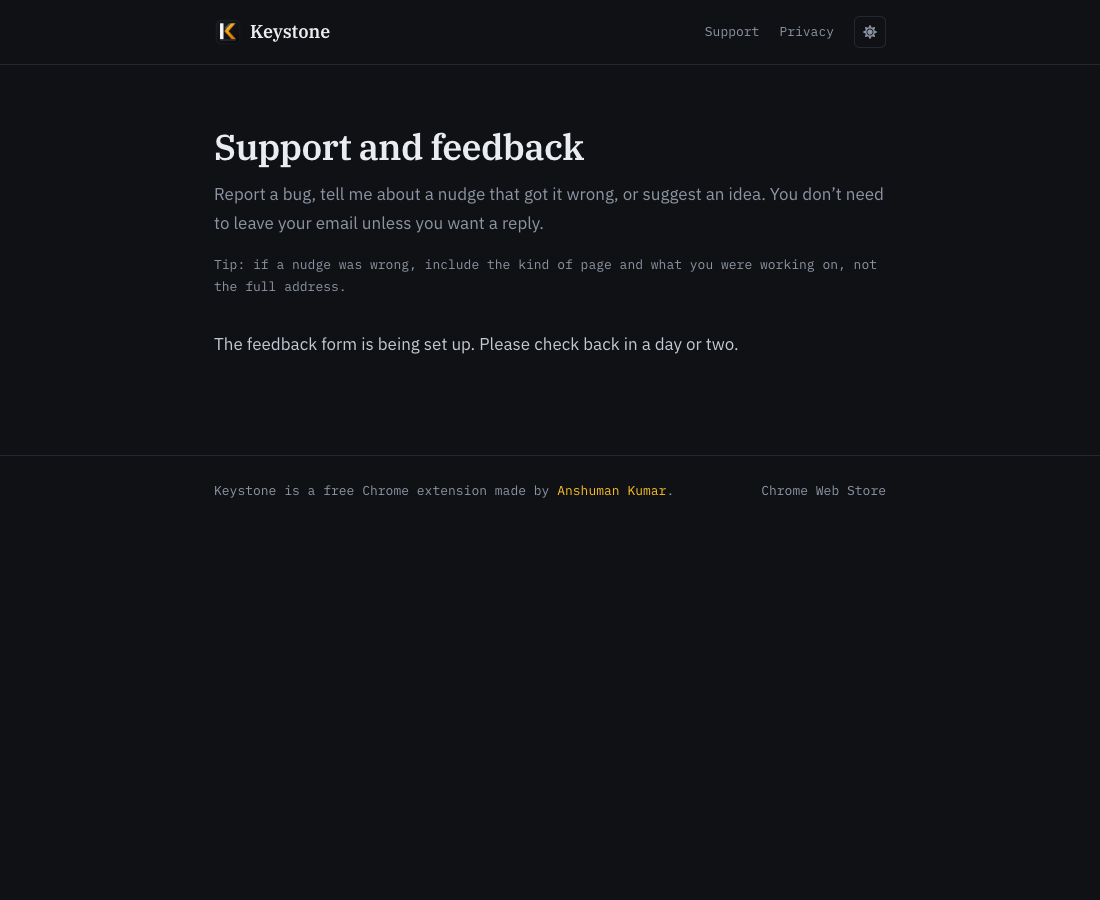 Keystone
Support
Privacy
Support and feedback
Report a bug, tell me about a nudge that got it wrong, or suggest an idea. You don’t need
to leave your email unless you want a reply.
Tip: if a nudge was wrong, include the kind of page and what you were working on, not
the full address.
The feedback form is being set up. Please check back in a day or two.
Keystone is a free Chrome extension made by Anshuman Kumar.
Chrome Web Store